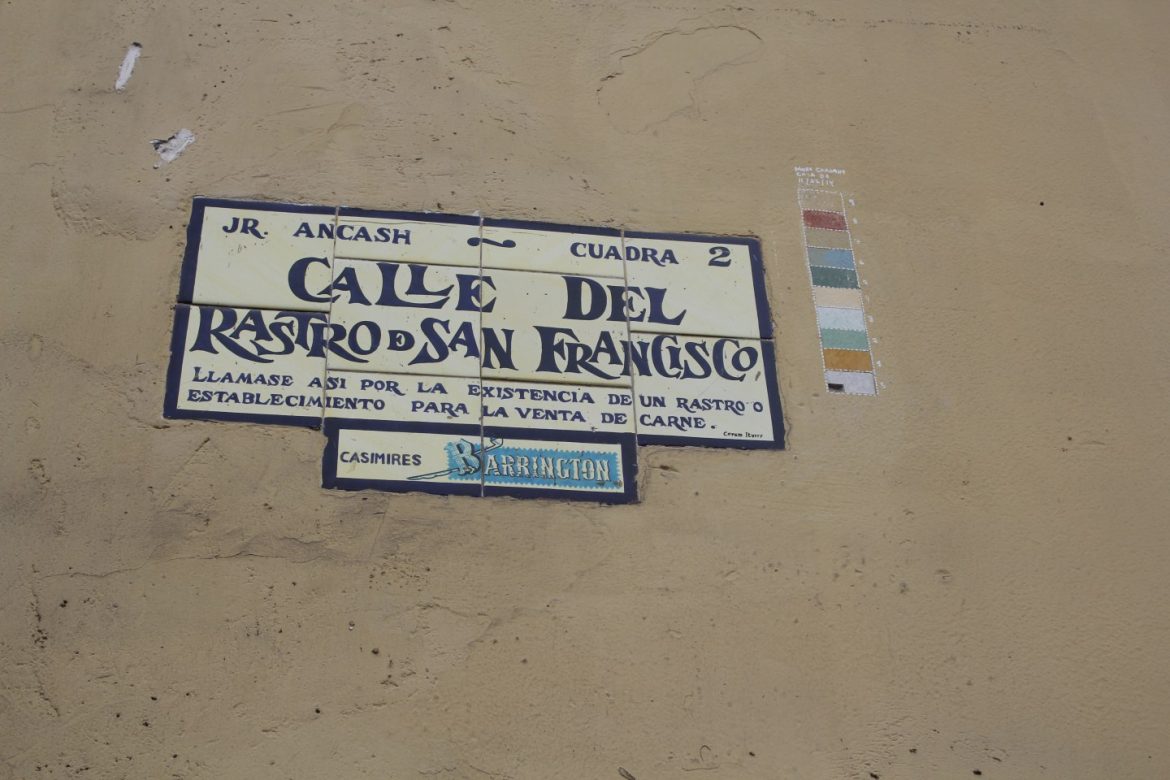 JR. ANCASH ~ CUADRA 2
CALLE DEL
RASTRO D SAN FRANCISCO
LLAMASE ASI POR LA EXISTENCIA DE UN RASTRO O
ESTABLECIMIENTO PARA LA VENTA DE CARNE.
CASIMIRES BARRINGTON